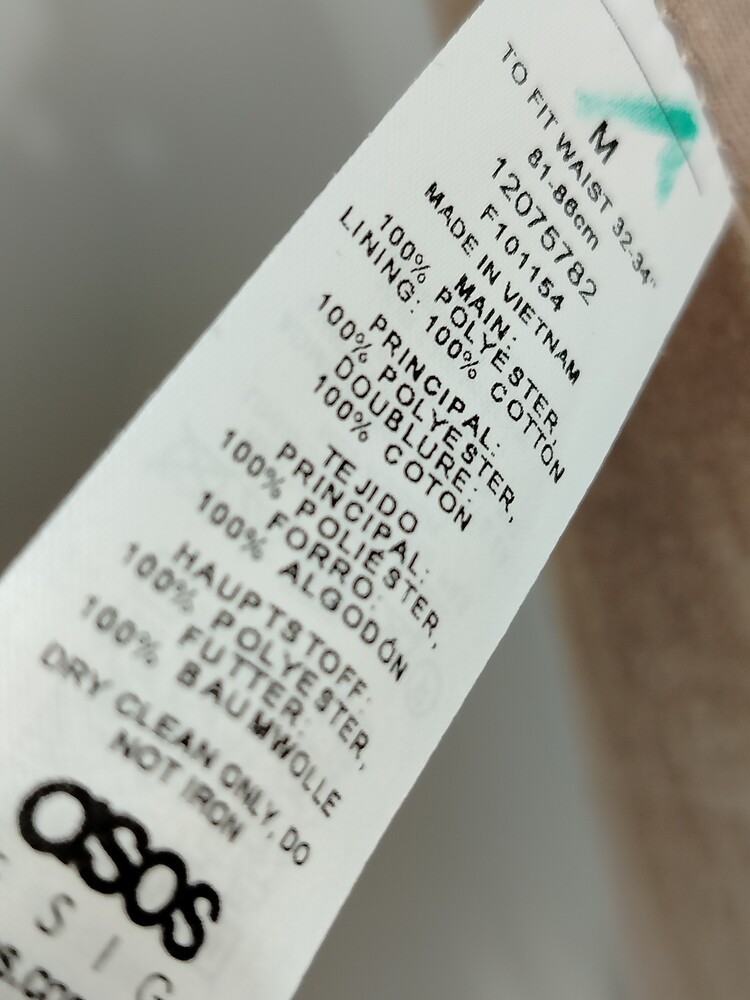 M
TO FIT WAIST 32-34"
81-86cm
12075782
F101154
MADE IN VIETNAM
MAIN:
100% POLYESTER,
LINING: 100% COTTON
PRINCIPAL:
100% POLYESTER,
DOUBLURE:
100% COTON
TEJIDO
PRINCIPAL:
100% POLIÉSTER,
FORRO:
100% ALGODÓN
HAUPTSTOFF:
100% POLYESTER,
FUTTER:
100% BAUMWOLLE
DRY CLEAN ONLY, DO
NOT IRON
asos